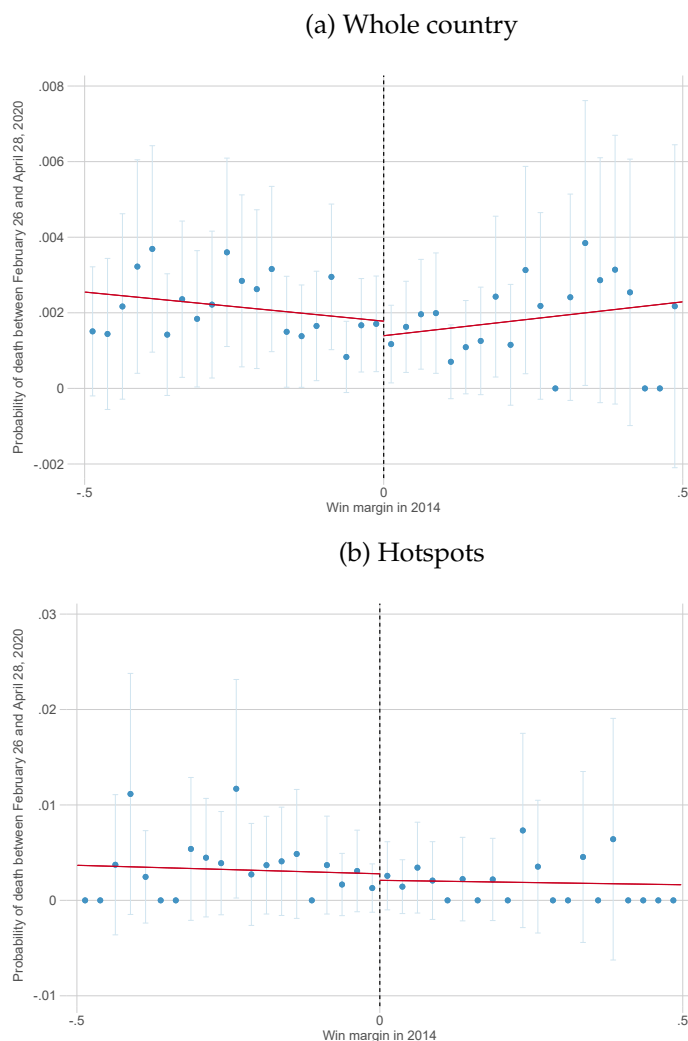 (a) Whole country
Probability of death between February 26 and April 28, 2020
.008
.006
.004
.002
0
-.002
-.5
0
.5
Win margin in 2014
(b) Hotspots
Probability of death between February 26 and April 28, 2020
.03
.02
.01
0
-.01
-.5
0
.5
Win margin in 2014